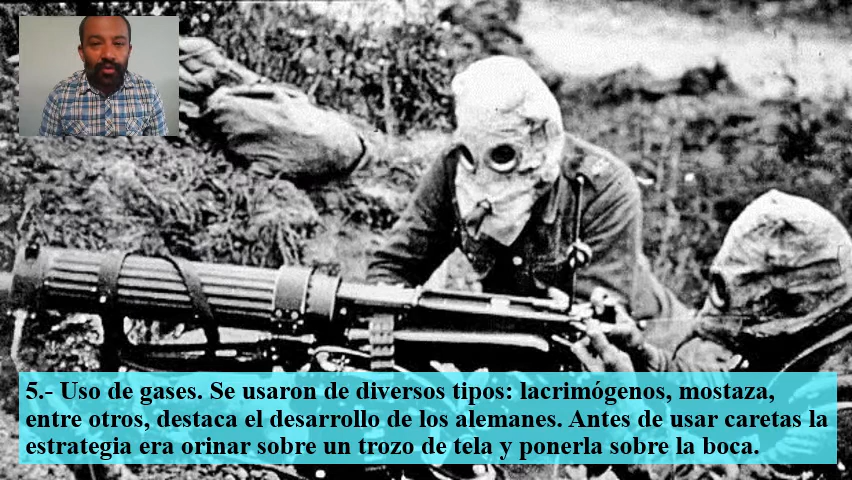 5.- Uso de gases. Se usaron de diversos tipos: lacrimógenos, mostaza,
entre otros, destaca el desarrollo de los alemanes. Antes de usar caretas la
estrategia era orinar sobre un trozo de tela y ponerla sobre la boca.